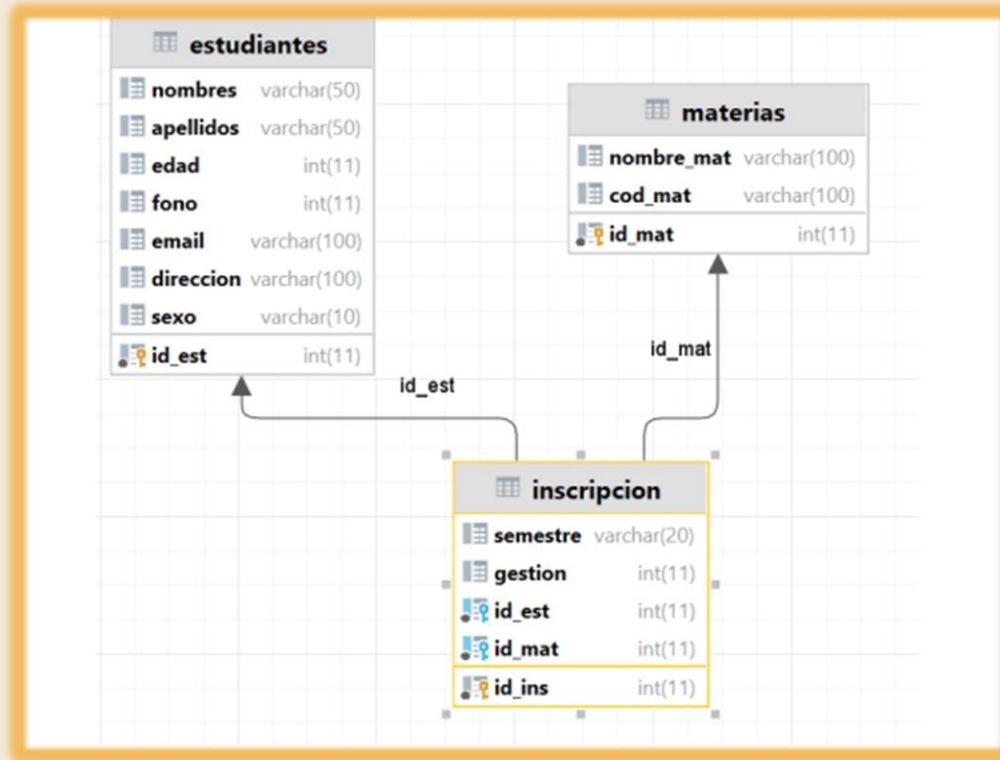 estudiantes
nombres varchar(50)
apellidos varchar(50)
edad int(11)
fono int(11)
email varchar(100)
direccion varchar(100)
sexo varchar(10)
id_est int(11)
materias
nombre_mat varchar(100)
cod_mat varchar(100)
id_mat int(11)
id_mat
id_est
inscripcion
semestre varchar(20)
gestion int(11)
id_est int(11)
id_mat int(11)
id_ins int(11)